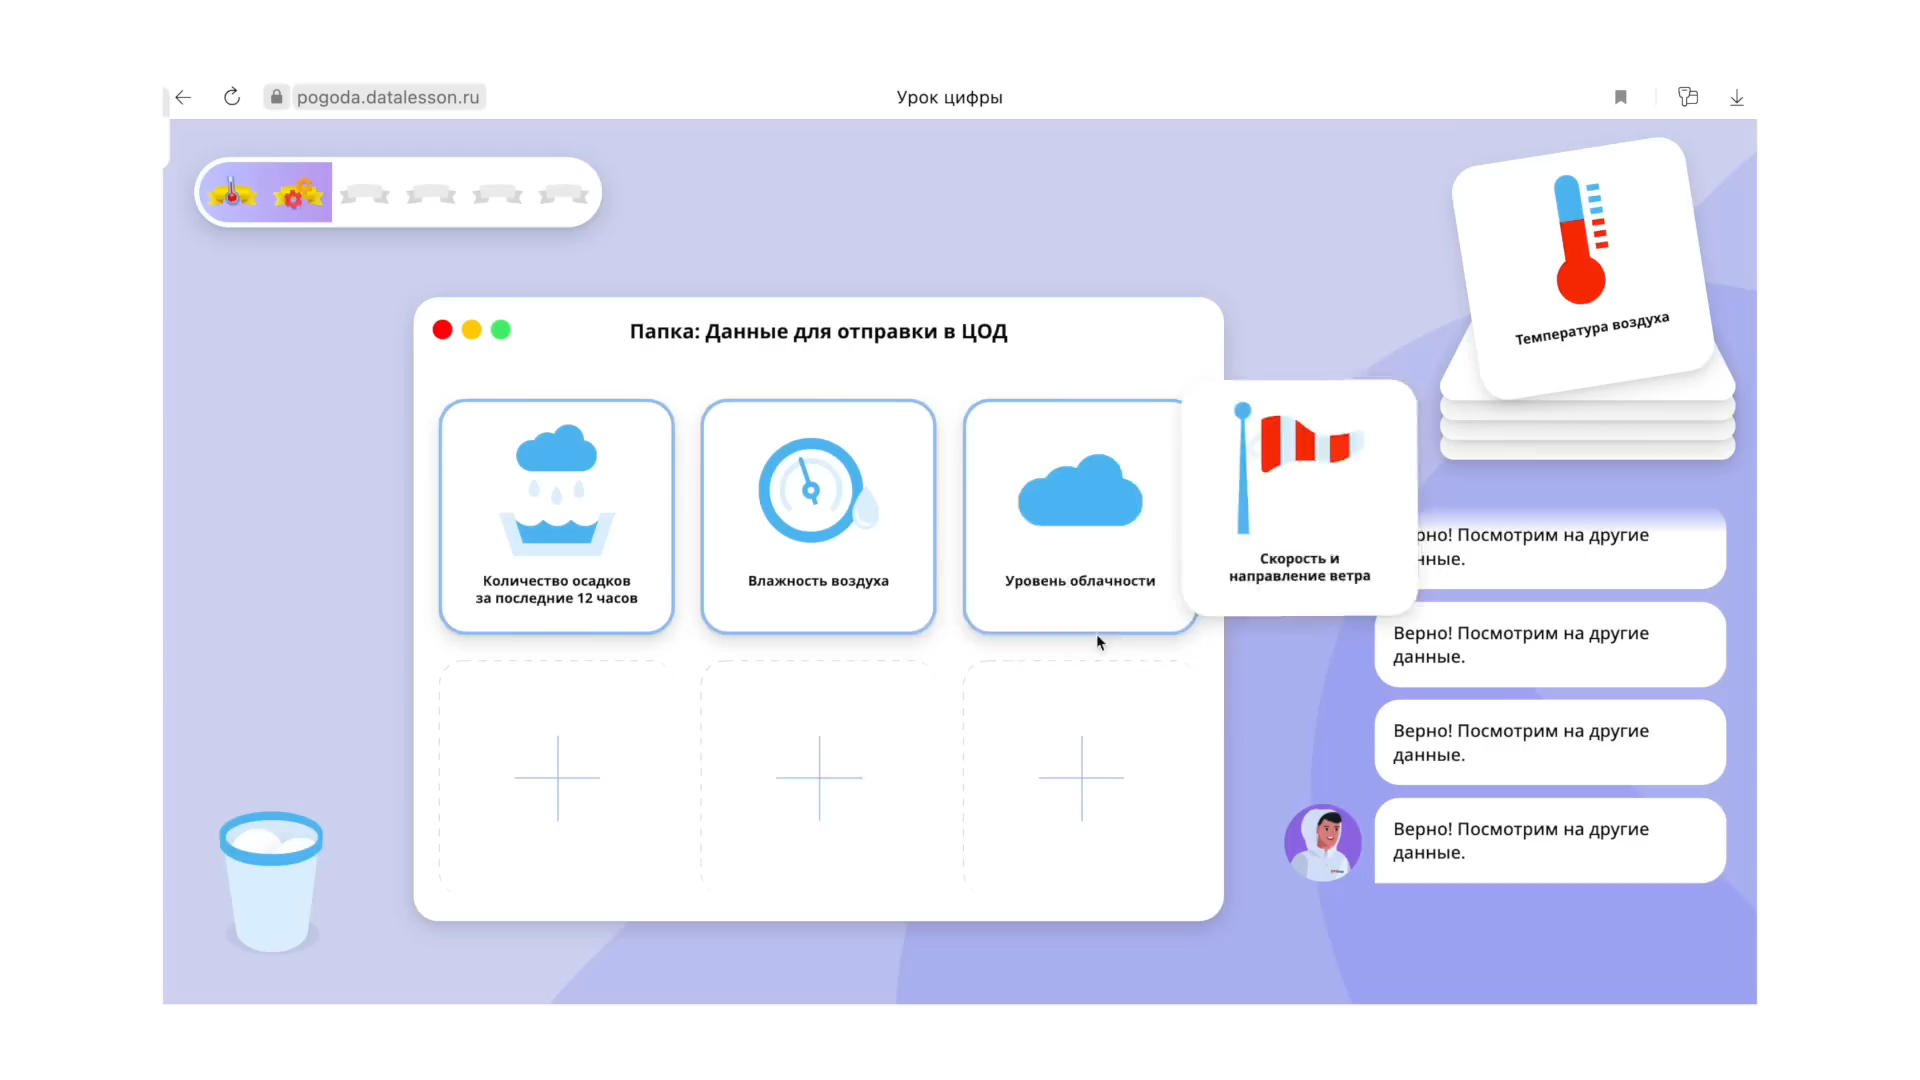 pogoda.datalesson.ru
Урок цифры
Температура воздуха
Папка: Данные для отправки в ЦОД
Количество осадков
за последние 12 часов
Влажность воздуха
Уровень облачности
Скорость и
направление ветра
Посмотрим на другие
Верно! Посмотрим на другие
данные.
Верно! Посмотрим на другие
данные.
Верно! Посмотрим на другие
данные.